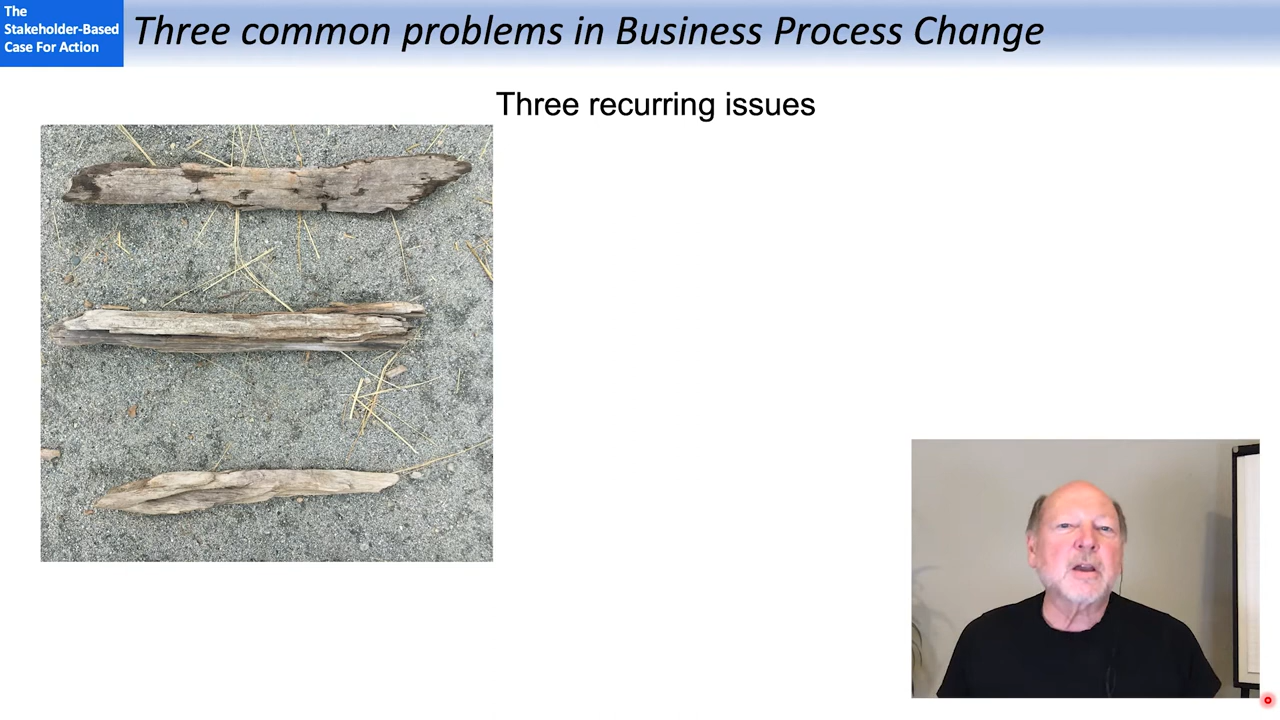 The
Stakeholder-Based
Case For Action
Three common problems in Business Process Change
Three recurring issues